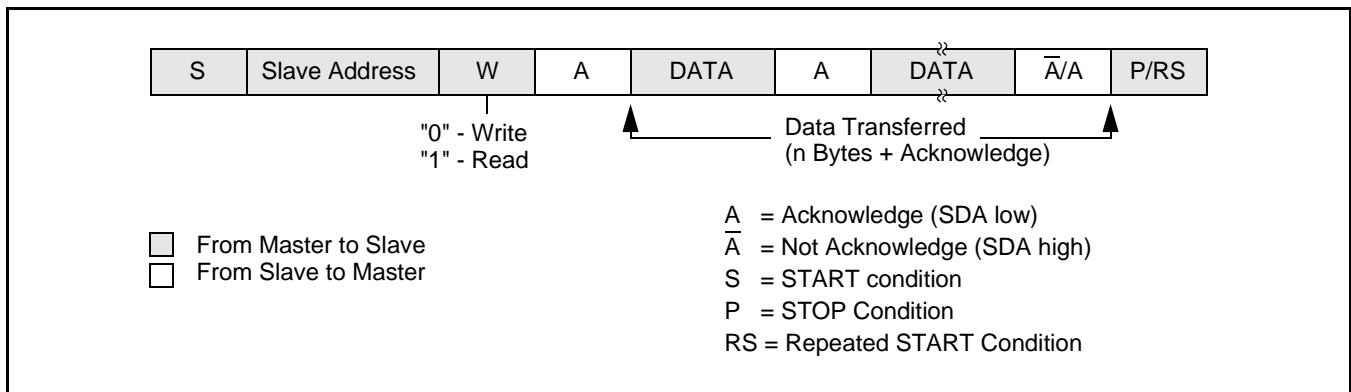 S Slave Address W A DATA A DATA A̅/A P/RS
"0" - Write
"1" - Read
Data Transferred
(n Bytes + Acknowledge)
From Master to Slave
From Slave to Master
A = Acknowledge (SDA low)
A̅ = Not Acknowledge (SDA high)
S = START condition
P = STOP Condition
RS = Repeated START Condition